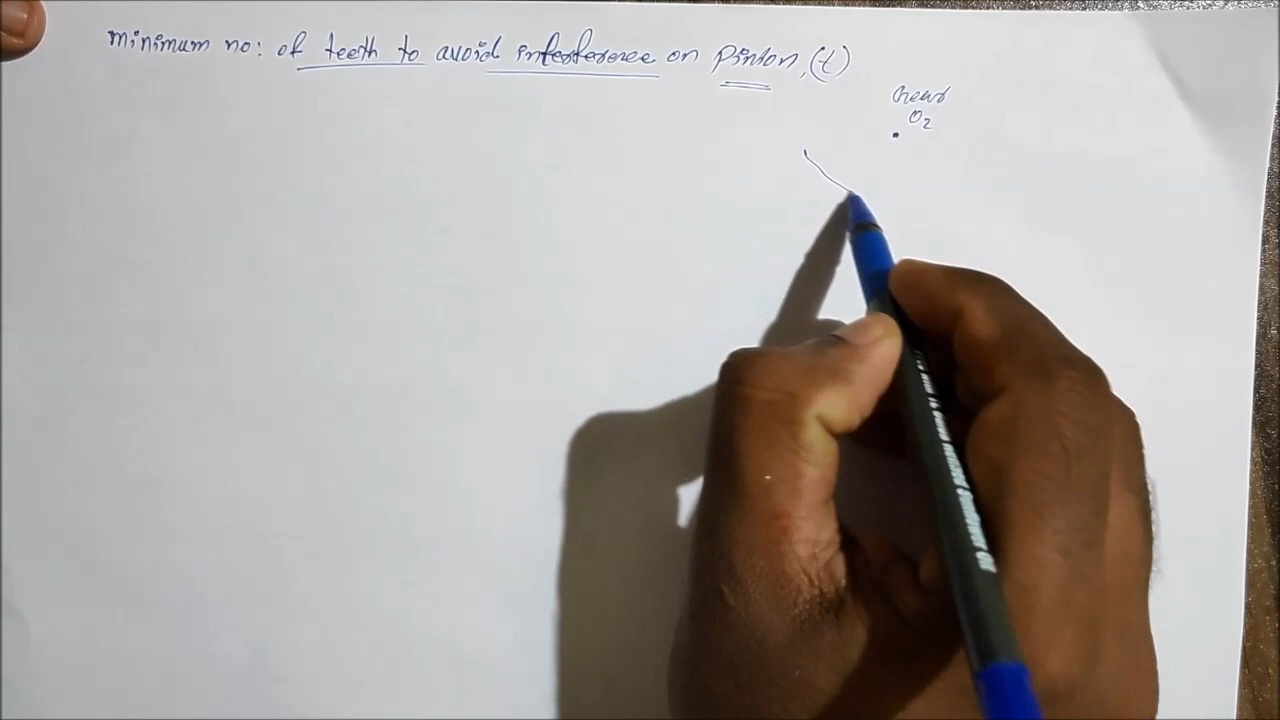 minimum no: of teeth to avoid interference on pinion, (t)
Gear
O2